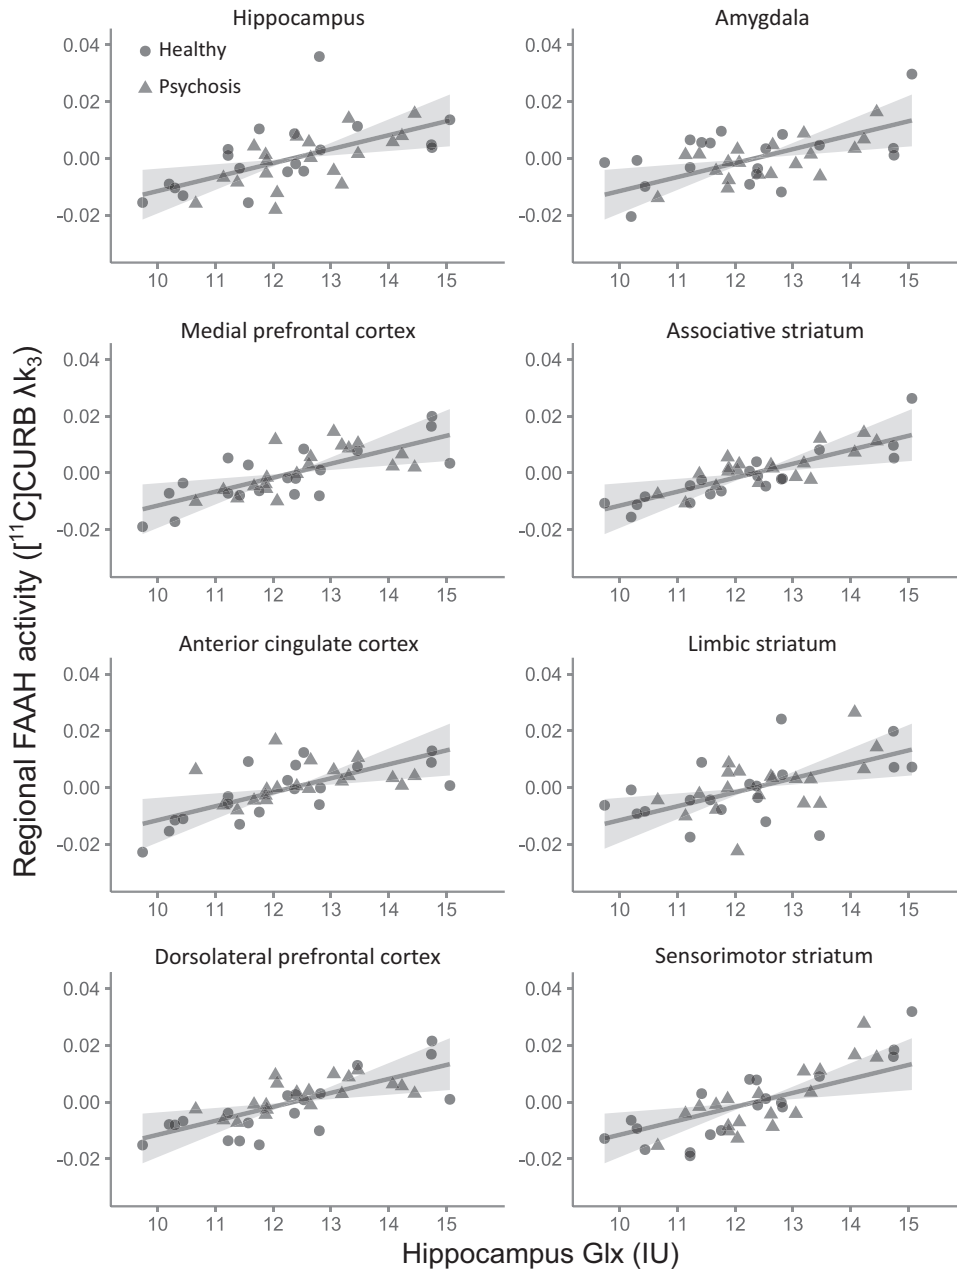 Hippocampus
Amygdala
Healthy
Psychosis
0.04
0.02
0.00
-0.02
10 11 12 13 14 15
0.04
0.02
0.00
-0.02
10 11 12 13 14 15
Medial prefrontal cortex
Associative striatum
0.04
0.02
0.00
-0.02
10 11 12 13 14 15
0.04
0.02
0.00
-0.02
10 11 12 13 14 15
Anterior cingulate cortex
Limbic striatum
0.04
0.02
0.00
-0.02
10 11 12 13 14 15
0.04
0.02
0.00
-0.02
10 11 12 13 14 15
Dorsolateral prefrontal cortex
Sensorimotor striatum
0.04
0.02
0.00
-0.02
10 11 12 13 14 15
0.04
0.02
0.00
-0.02
10 11 12 13 14 15
Regional FAAH activity ([¹¹C]CURB λk₃)
Hippocampus Glx (IU)